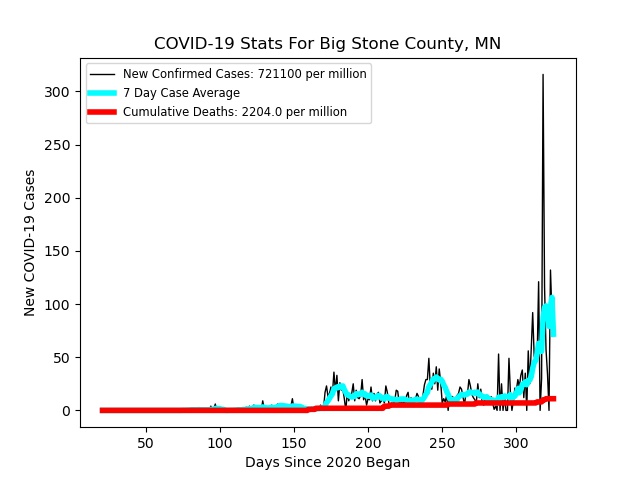 COVID-19 Stats For Big Stone County, MN
New Confirmed Cases: 721100 per million
7 Day Case Average
Cumulative Deaths: 2204.0 per million
New COVID-19 Cases
300
250
200
150
100
50
0
50 100 150 200 250 300
Days Since 2020 Began